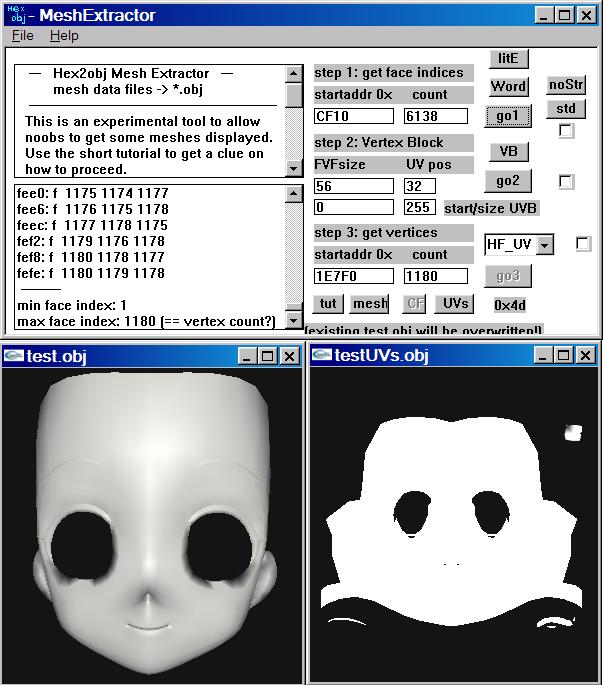 Hex obj - MeshExtractor
File Help
— Hex2obj Mesh Extractor —
mesh data files -> *.obj
This is an experimental tool to allow
noobs to get some meshes displayed.
Use the short tutorial to get a clue on
how to proceed.
fee0: f 1175 1174 1177
fee6: f 1176 1175 1178
feec: f 1177 1178 1175
fef2: f 1179 1176 1178
fef8: f 1180 1178 1177
fefe: f 1180 1179 1178
min face index: 1
max face index: 1180 (== vertex count?)
litE
step 1: get face indices
Word
noStr
startaddr 0x count
CF10 6138
go1
std
step 2: Vertex Block
VB
FVFsize UV pos
56 32
go2
0 255 start/size UVB
step 3: get vertices
HF_UV
startaddr 0x count
1E7F0 1180
go3
tut mesh CF UVs 0x4d
(existing test.obj will be overwritten!)
test.obj
testUVs.obj